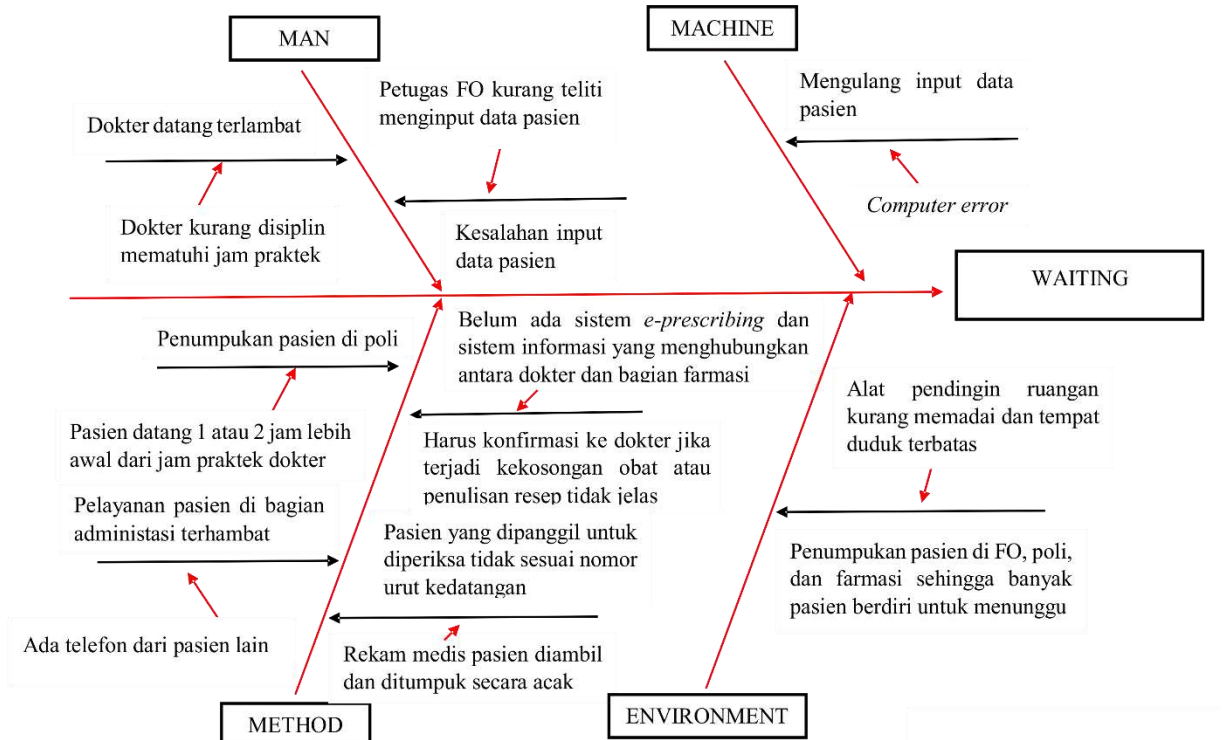 MAN
MACHINE
Petugas FO kurang teliti
menginput data pasien
Mengulang input data
pasien
Dokter datang terlambat
Computer error
Dokter kurang disiplin
mematuhi jam praktek
Kesalahan input
data pasien
WAITING
Penumpukan pasien di poli
Belum ada sistem e-prescribing dan
sistem informasi yang menghubungkan
antara dokter dan bagian farmasi
Alat pendingin ruangan
kurang memadai dan tempat
duduk terbatas
Pasien datang 1 atau 2 jam lebih
awal dari jam praktek dokter
Harus konfirmasi ke dokter jika
terjadi kekosongan obat atau
penulisan resep tidak jelas
Pelayanan pasien di bagian
administasi terhambat
Pasien yang dipanggil untuk
diperiksa tidak sesuai nomor
urut kedatangan
Penumpukan pasien di FO, poli,
dan farmasi sehingga banyak
pasien berdiri untuk menunggu
Ada telefon dari pasien lain
Rekam medis pasien diambil
dan ditumpuk secara acak
METHOD
ENVIRONMENT